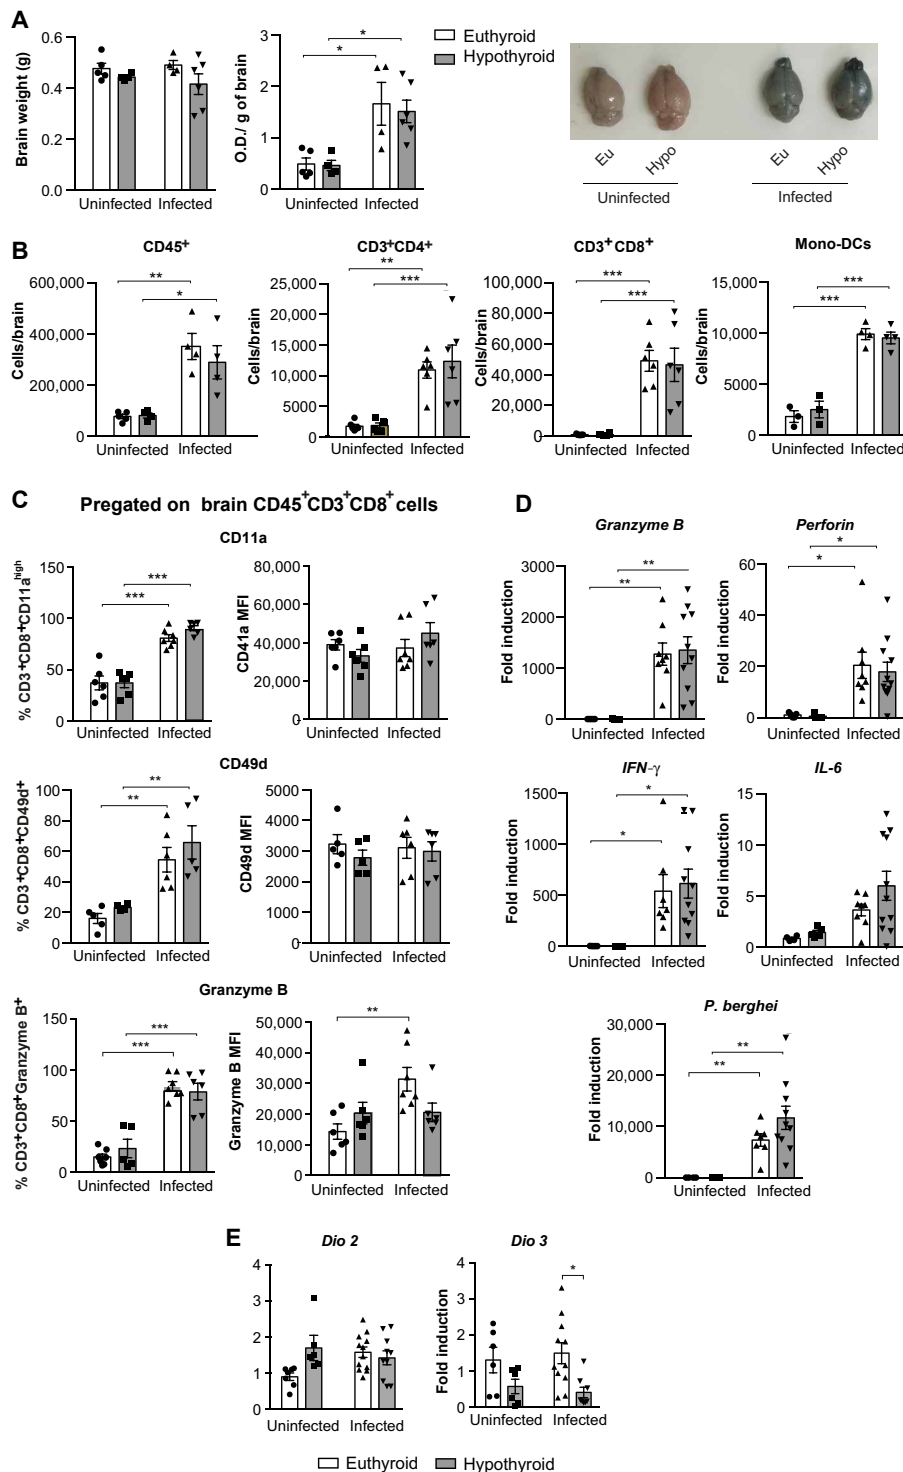 A
Brain weight (g)
0.6
0.4
0.2
0.0
Uninfected Infected
O.D./ g of brain
3
2
1
0
* *
Uninfected Infected
Euthyroid
Hypothyroid
Eu Hypo Eu Hypo
Uninfected Infected
B
CD45+
Cells/brain
600,000
400,000
200,000
0
** *
Uninfected Infected
CD3+CD4+
Cells/brain
25,000
20,000
15,000
10,000
5000
0
** ***
Uninfected Infected
CD3+CD8+
Cells/brain
100,000
80,000
60,000
40,000
20,000
0
*** ***
Uninfected Infected
Mono-DCs
Cells/brain
15,000
10,000
5000
0
*** ***
Uninfected Infected
C
Pregated on brain CD45+CD3+CD8+ cells
CD11a
% CD3+CD8+CD11a high
150
100
50
0
*** ***
Uninfected Infected
CD41a MFI
80,000
60,000
40,000
20,000
0
Uninfected Infected
CD49d
% CD3+CD8+CD49d+
100
80
60
40
20
0
** **
Uninfected Infected
CD49d MFI
5000
4000
3000
2000
1000
0
Uninfected Infected
Granzyme B
% CD3+CD8+Granzyme B+
150
100
50
0
*** ***
Uninfected Infected
Granzyme B MFI
50,000
40,000
30,000
20,000
10,000
0
**
Uninfected Infected
D
Granzyme B
Fold induction
3000
2000
1000
0
** **
Uninfected Infected
Perforin
Fold induction
60
40
20
0
* *
Uninfected Infected
IFN-γ
Fold induction
1500
1000
500
0
* *
Uninfected Infected
IL-6
Fold induction
15
10
5
0
Uninfected Infected
P. berghei
Fold induction
30,000
20,000
10,000
0
** **
Uninfected Infected
E
Dio 2
4
3
2
1
0
Uninfected Infected
Dio 3
Fold induction
4
3
2
1
0
*
Uninfected Infected
Euthyroid Hypothyroid